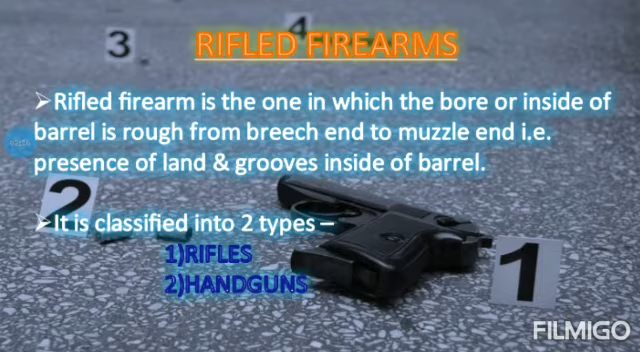 3
4
RIFLED FIREARMS
➢Rifled firearm is the one in which the bore or inside of
barrel is rough from breech end to muzzle end i.e.
presence of land & grooves inside of barrel.
2
➢It is classified into 2 types –
1)RIFLES
2)HANDGUNS
1
FILMIGO